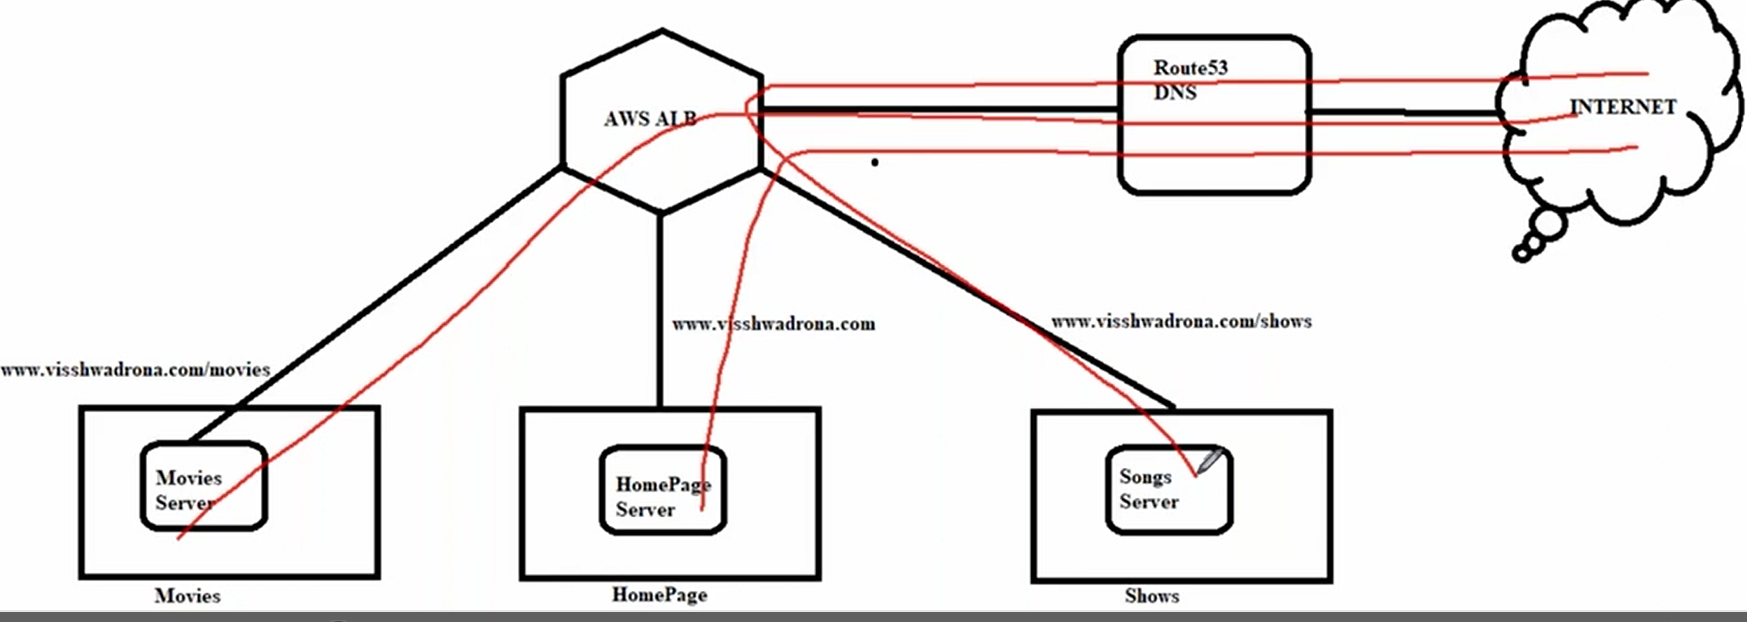 Route53
DNS
INTERNET
AWS ALB
www.visshwadrona.com/movies
www.visshwadrona.com
www.visshwadrona.com/shows
Movies
Server
HomePage
Server
Songs
Server
Movies
HomePage
Shows